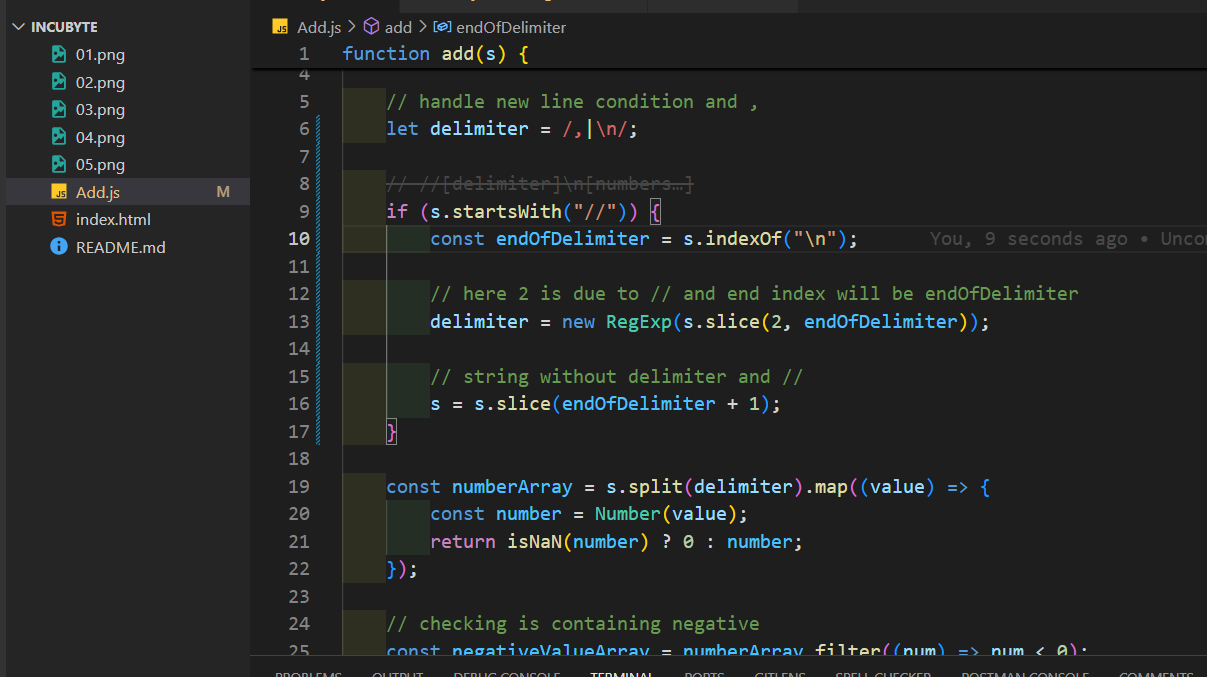 INCUBYTE
01.png
02.png
03.png
04.png
05.png
Add.js M
index.html
README.md
Add.js > add > endOfDelimiter
1 function add(s) {
4
5 // handle new line condition and ,
6 let delimiter = /,|\n/;
7
8 // //[delimiter]\n[numbers…]
9 if (s.startsWith("//")) {
10 const endOfDelimiter = s.indexOf("\n"); You, 9 seconds ago • Uncor
11
12 // here 2 is due to // and end index will be endOfDelimiter
13 delimiter = new RegExp(s.slice(2, endOfDelimiter));
14
15 // string without delimiter and //
16 s = s.slice(endOfDelimiter + 1);
17 }
18
19 const numberArray = s.split(delimiter).map((value) => {
20 const number = Number(value);
21 return isNaN(number) ? 0 : number;
22 });
23
24 // checking is containing negative
25 const negativeValueArray = numberArray.filter((num) => num < 0);
PROBLEMS OUTPUT DEBUG CONSOLE TERMINAL PORTS GITLENS SPELL CHECKER POSTMAN CONSOLE COMMENTS